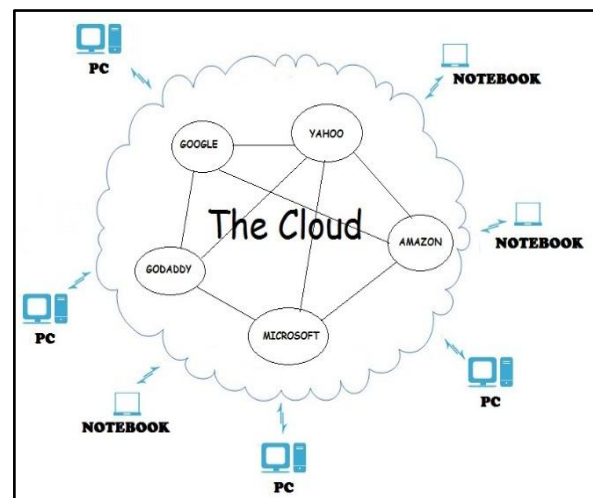 PC
NOTEBOOK
YAHOO
GOOGLE
The Cloud
AMAZON
NOTEBOOK
GODADDY
MICROSOFT
PC
PC
NOTEBOOK
PC